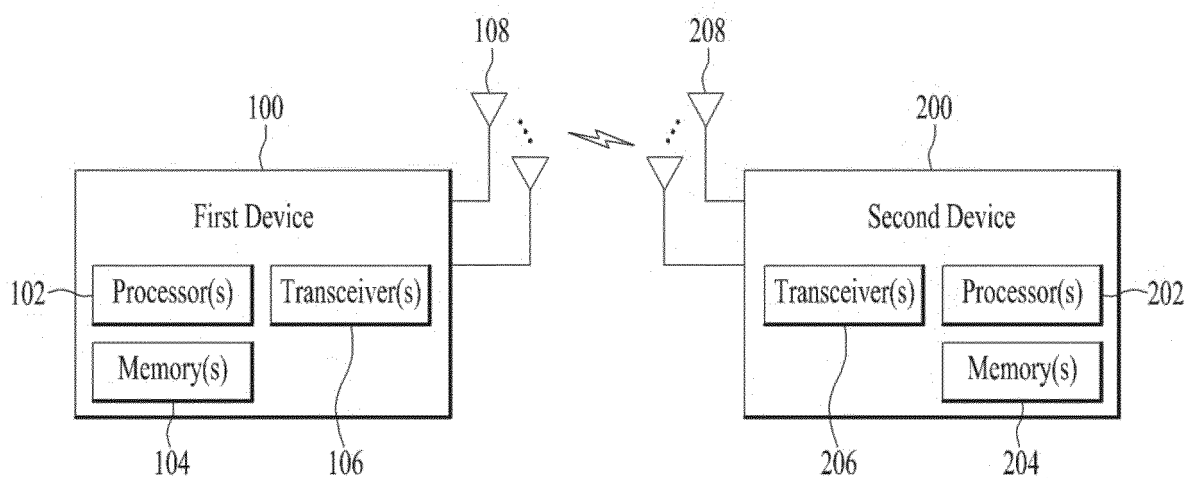 108 208
100 200
First Device Second Device
102 Processor(s) Transceiver(s) Transceiver(s) Processor(s) 202
Memory(s) Memory(s)
104 106 206 204